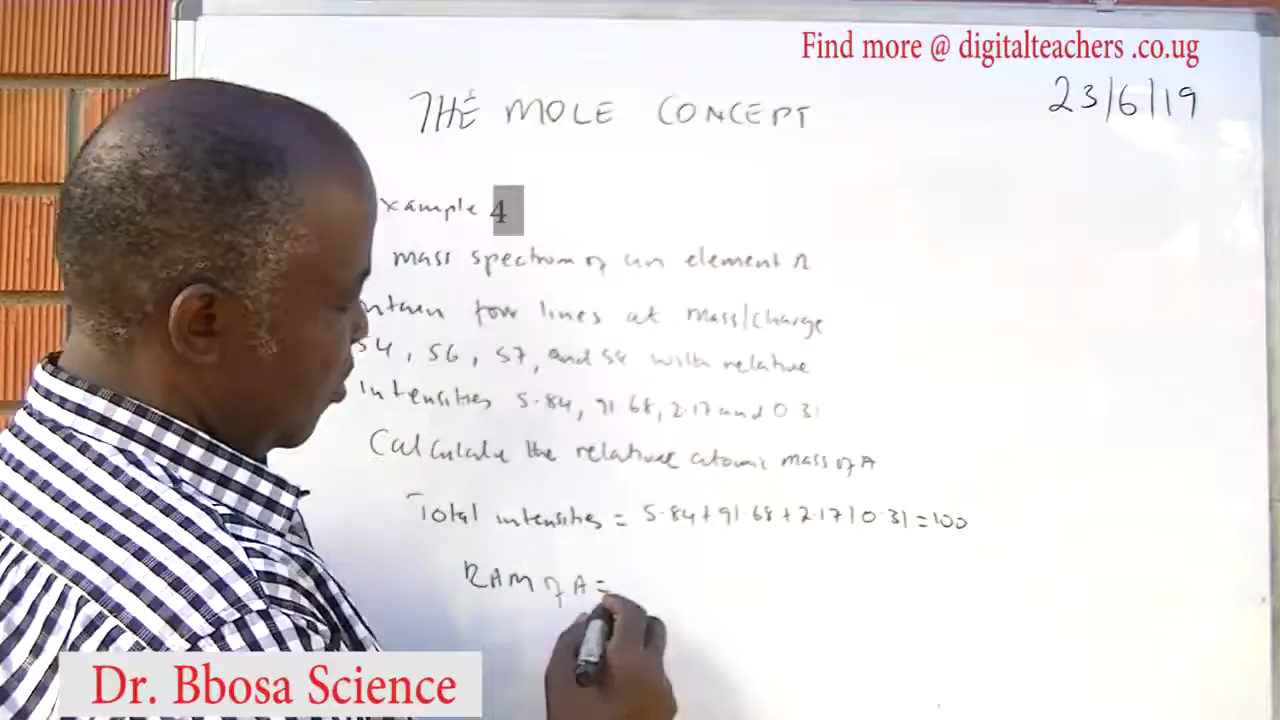 Find more @ digitalteachers .co.ug
23/6/19
THE MOLE CONCEPT
xample 4
mass spectrum of an element A
ntain four lines at mass/charge
54, 56, 57, and 58 with relative
intensities 5.84, 91.68, 2.17 and 0.31
Calculate the relative atomic mass of A
Total intensities = 5.84+91.68+2.17+0.31=100
RAM of A =
Dr. Bbosa Science